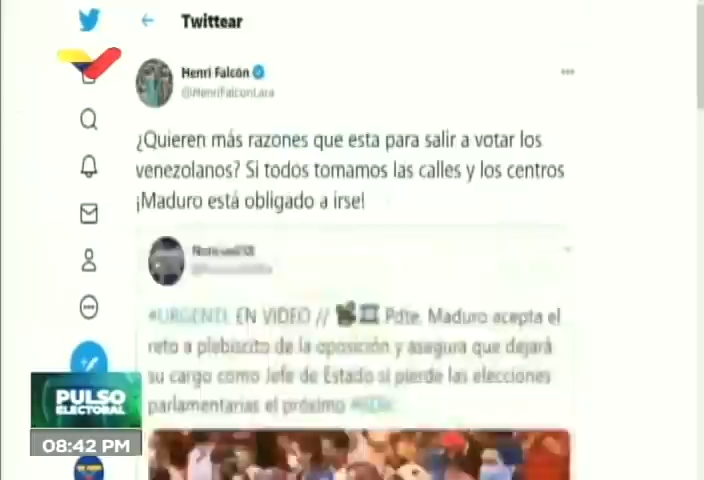 Twittear
Henri Falcón
@HenriFalconLara
¿Quieren más razones que esta para salir a votar los
venezolanos? Si todos tomamos las calles y los centros
¡Maduro está obligado a irse!
#URGENTE EN VIDEO // Pdte. Maduro acepta el
reto a plebiscito de la oposición y asegura que dejará
su cargo como Jefe de Estado si pierde las elecciones
parlamentarias el próximo
PULSO
ELECTORAL
08:42 PM